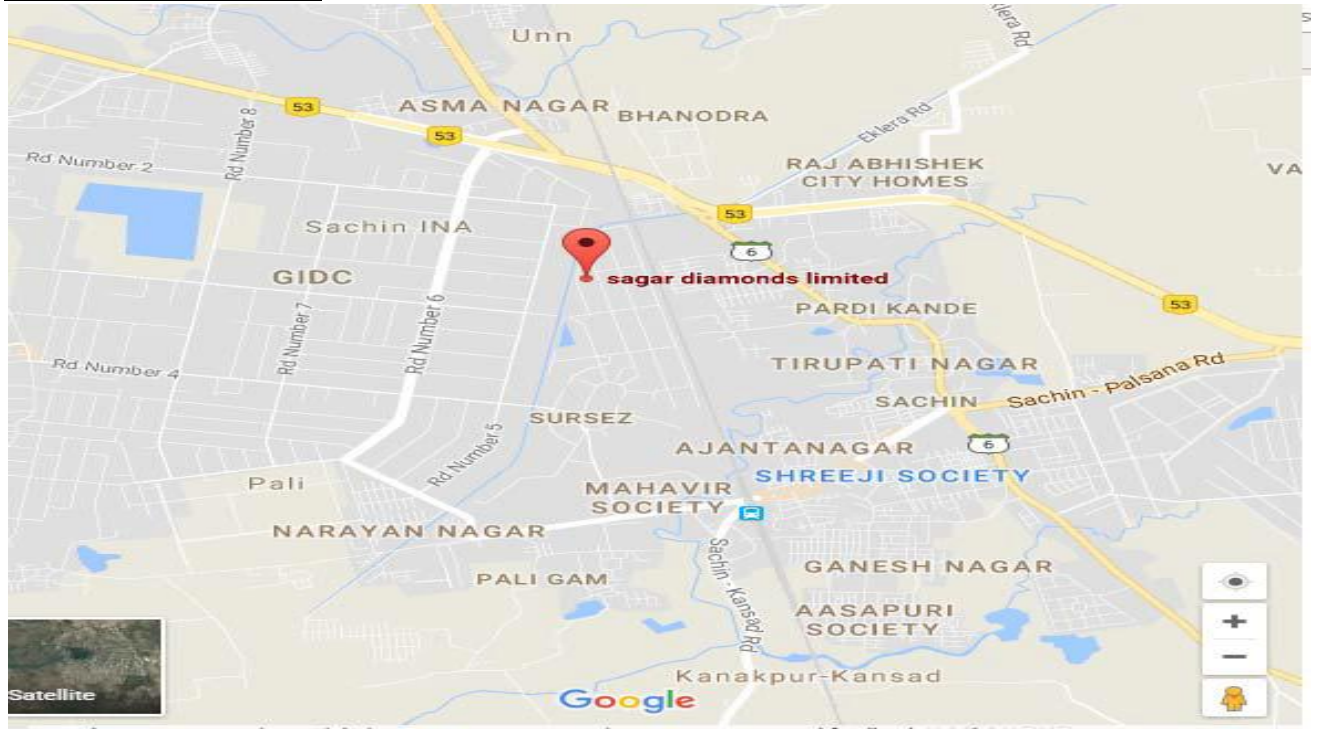 Unn
53
ASMA NAGAR
BHANODRA
53
Eklera Rd
Rd Number 8
Rd Number 2
RAJ ABHISHEK
CITY HOMES
VA
Sachin INA
53
6
GIDC
sagar diamonds limited
PARDI KANDE
53
Rd Number 7
Rd Number 6
Rd Number 4
TIRUPATI NAGAR
Sachin - Palsana Rd
SACHIN
SURSEZ
AJANTANAGAR
6
Rd Number 5
SHREEJI SOCIETY
Pali
MAHAVIR
SOCIETY
NARAYAN NAGAR
Sachin - Kansad Rd
GANESH NAGAR
PALI GAM
AASAPURI
SOCIETY
Kanakpur-Kansad
Satellite
Google